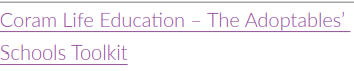 Coram Life Education – The Adoptables’
Schools Toolkit